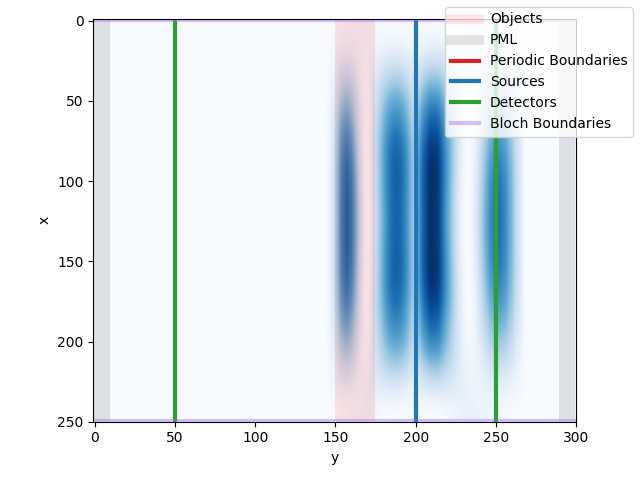 Objects
PML
Periodic Boundaries
Sources
Detectors
Bloch Boundaries
0
50
100
150
200
250
x
0
50
100
150
200
250
300
y